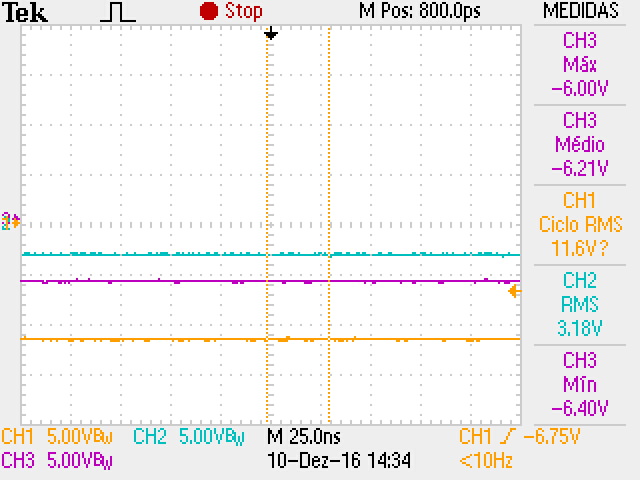 Tek Stop M Pos: 800.0ps MEDIDAS
CH3
Máx
-6.00V
CH3
Médio
-6.21V
CH1
Ciclo RMS
11.6V?
CH2
RMS
3.18V
CH3
Mín
-6.40V
CH1 5.00VBw CH2 5.00VBw M 25.0ns CH1 -6.75V
CH3 5.00VBw 10-Dez-16 14:34 <10Hz